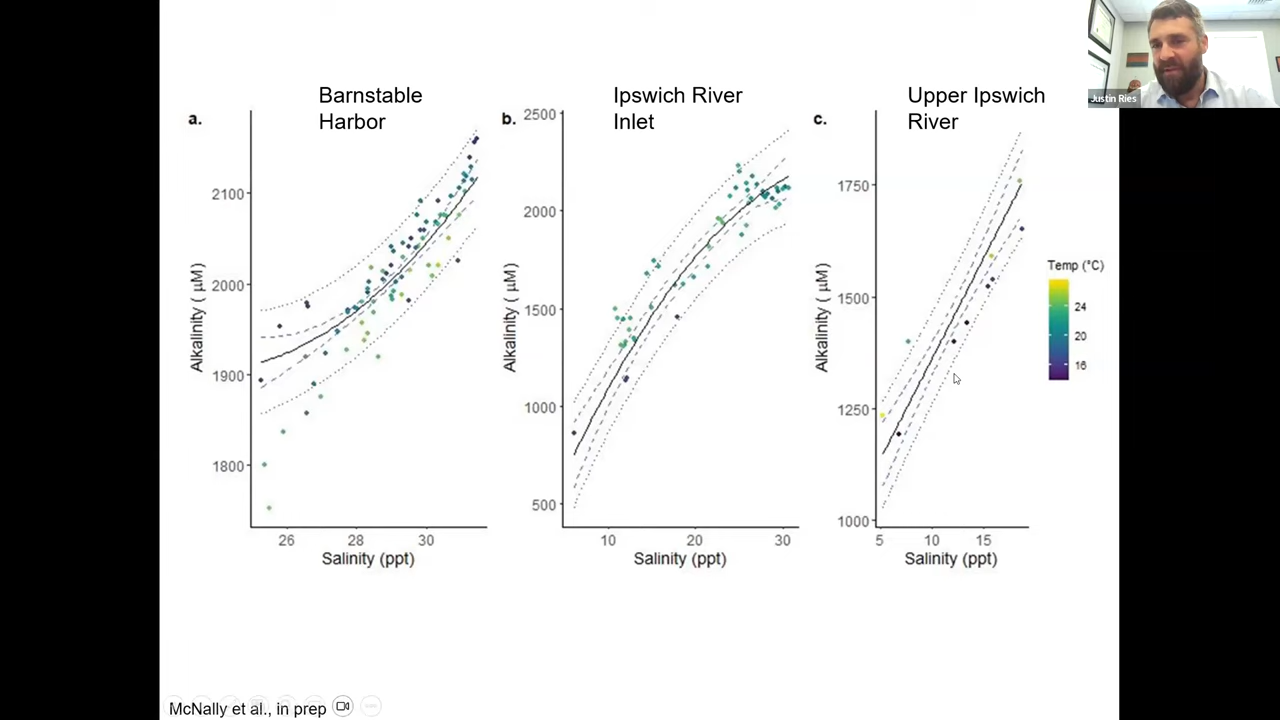 Justin Ries
Barnstable
Harbor
Ipswich River
Inlet
Upper Ipswich
River
a.
b.
c.
2100
2000
1900
1800
Alkalinity ( µM)
26
28
30
Salinity (ppt)
2500
2000
1500
1000
500
Alkalinity ( µM)
10
20
30
Salinity (ppt)
1750
1500
1250
1000
Alkalinity ( µM)
5
10
15
Salinity (ppt)
Temp (°C)
24
20
16
McNally et al., in prep